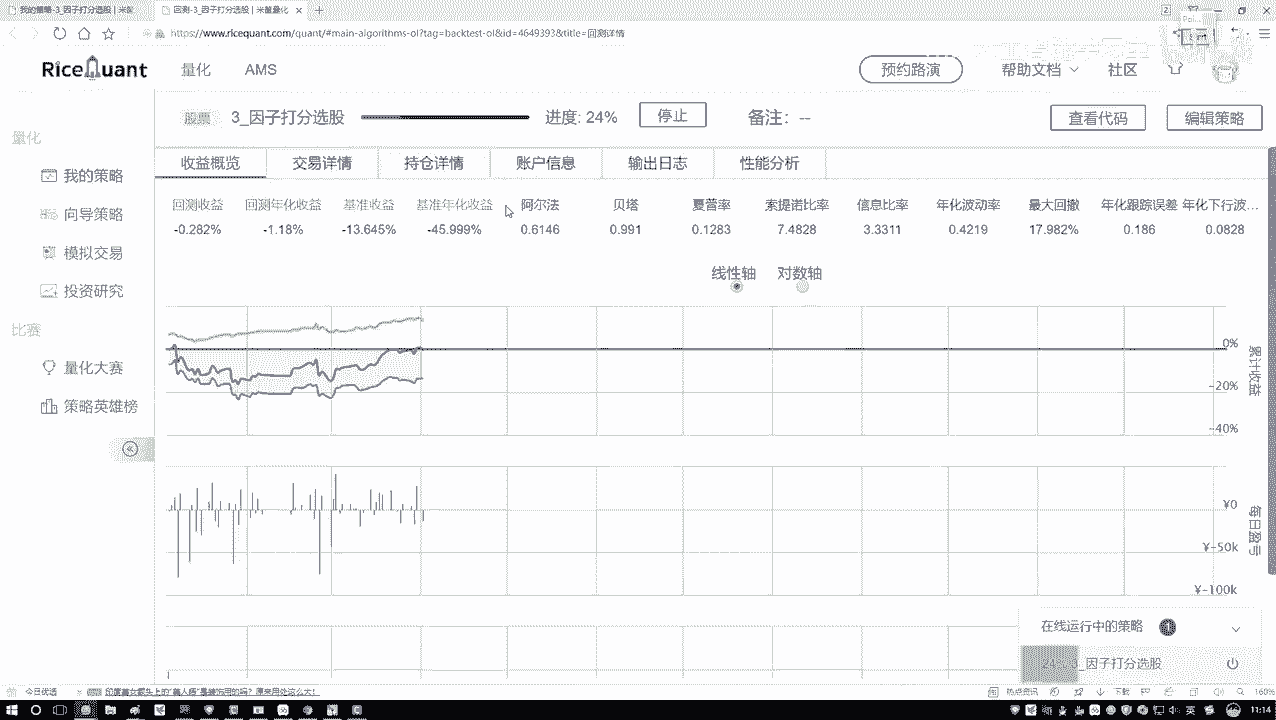 我的策略-3_因子打分选股 | 米筐
回测-3_因子打分选股 | 米筐量化
https://www.ricequant.com/quant/#main-algorithms-ol?tag=backtest-ol&id=4649393&title=回测详情
RiceQuant 量化 AMS 预约路演 帮助文档 社区
股票 3_因子打分选股 进度: 24% 停止 备注: -- 查看代码 编辑策略
量化
我的策略
向导策略
模拟交易
投资研究
比赛
量化大赛
策略英雄榜
收益概览 交易详情 持仓详情 账户信息 输出日志 性能分析
回测收益 回测年化收益 基准收益 基准年化收益 阿尔法 贝塔 夏普率 索提诺比率 信息比率 年化波动率 最大回撤 年化跟踪误差 年化下行波...
-0.282% -1.18% -13.645% -45.999% 0.6146 0.991 0.1283 7.4828 3.3311 0.4219 17.982% 0.186 0.0828
线性轴 对数轴
0%
-20%
-40%
累计收益
¥0
¥-50k
¥-100k
每日盈亏
在线运行中的策略 1
_因子打分选股
今日优选
热点资讯
下载
160%
英
11:14